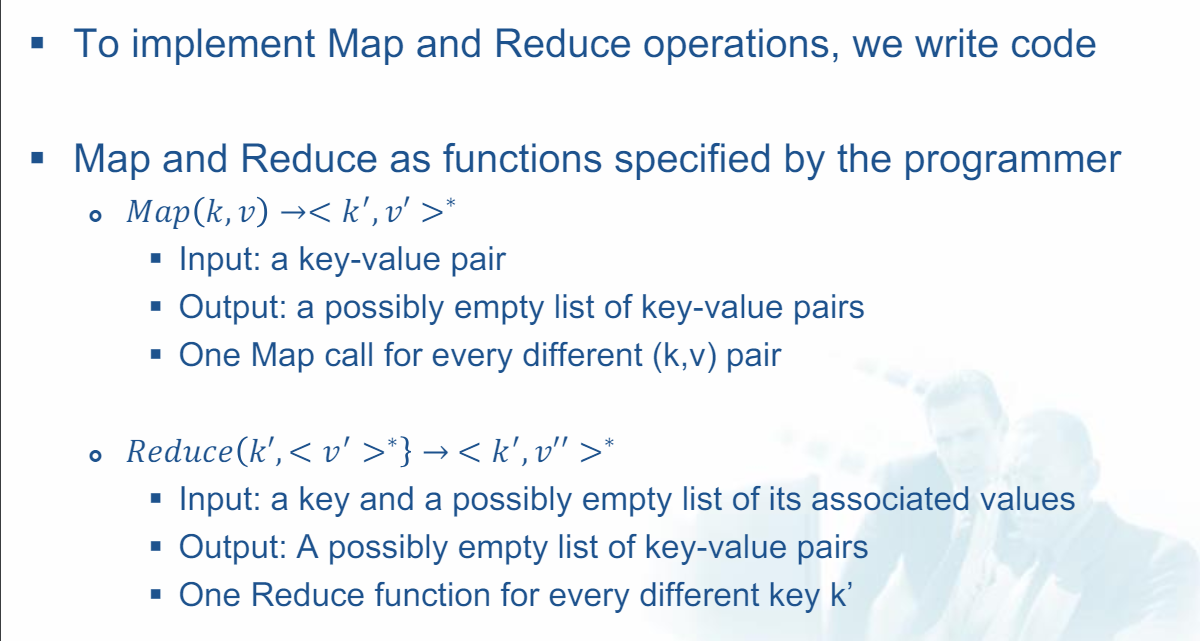 ▪ To implement Map and Reduce operations, we write code
▪ Map and Reduce as functions specified by the programmer
∘ Map(k, v) →< k′, v′ >*
▪ Input: a key-value pair
▪ Output: a possibly empty list of key-value pairs
▪ One Map call for every different (k,v) pair
∘ Reduce(k′, < v′ >*} → < k′, v′′ >*
▪ Input: a key and a possibly empty list of its associated values
▪ Output: A possibly empty list of key-value pairs
▪ One Reduce function for every different key k’